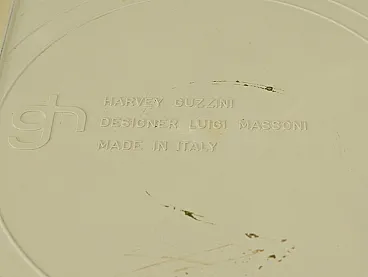 gh
HARVEY GUZZINI
DESIGNER LUIGI MASSONI
MADE IN ITALY